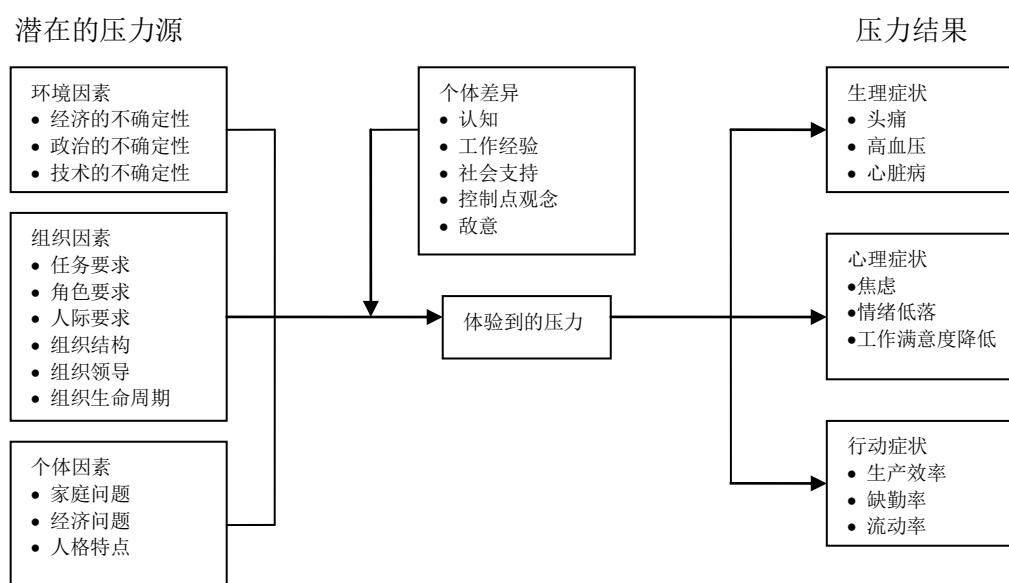 潜在的压力源
环境因素
• 经济的不确定性
• 政治的不确定性
• 技术的不确定性
组织因素
• 任务要求
• 角色要求
• 人际要求
• 组织结构
• 组织领导
• 组织生命周期
个体因素
• 家庭问题
• 经济问题
• 人格特点
个体差异
• 认知
• 工作经验
• 社会支持
• 控制点观念
• 敌意
体验到的压力
压力结果
生理症状
• 头痛
• 高血压
• 心脏病
心理症状
•焦虑
•情绪低落
•工作满意度降低
行动症状
• 生产效率
• 缺勤率
• 流动率